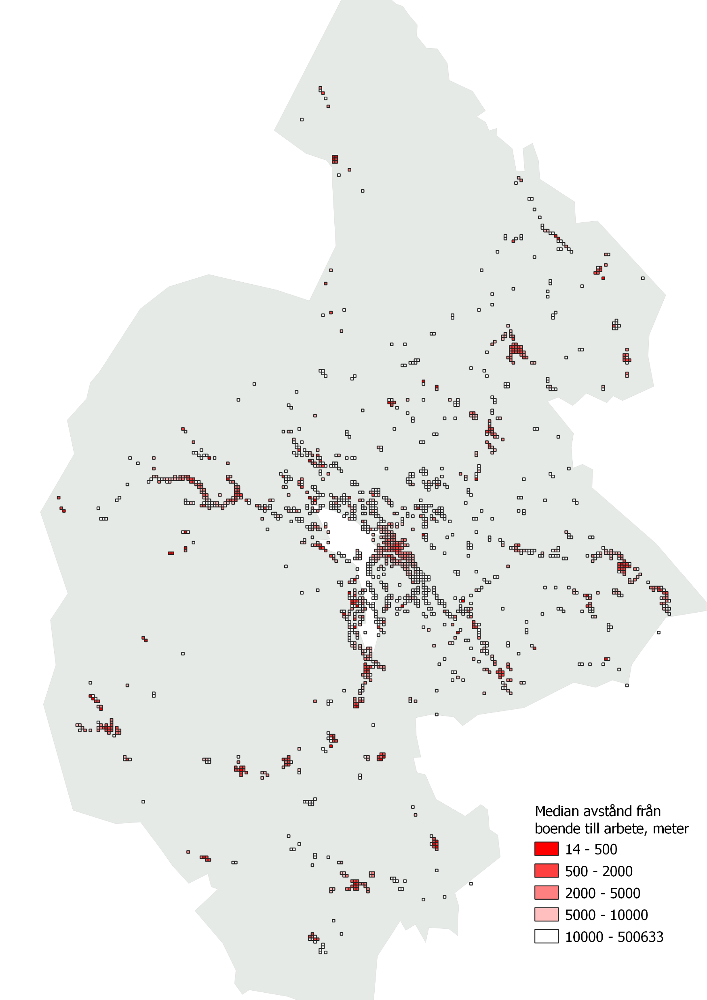 Median avstånd från
boende till arbete, meter
14 - 500
500 - 2000
2000 - 5000
5000 - 10000
10000 - 500633